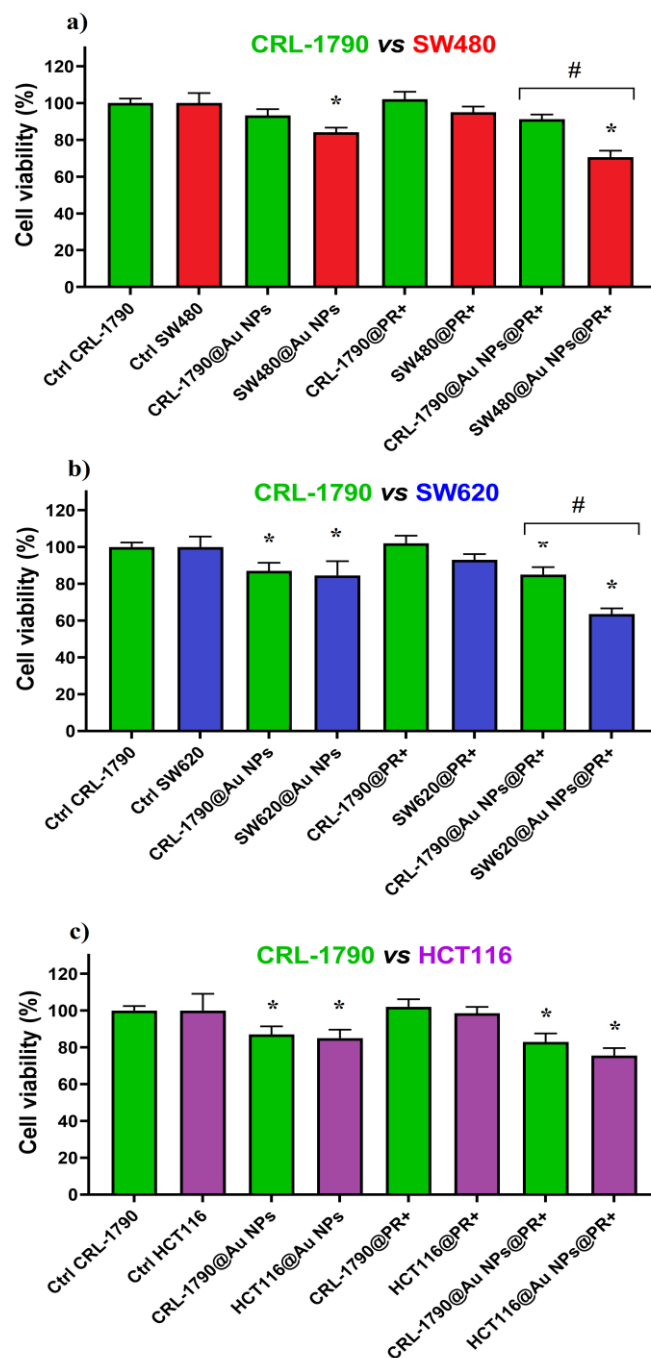 a)
CRL-1790 vs SW480
Cell viability (%)
120
100
80
60
40
20
0
*
#
*
Ctrl CRL-1790
Ctrl SW480
CRL-1790@Au NPs
SW480@Au NPs
CRL-1790@PR+
SW480@PR+
CRL-1790@Au NPs@PR+
SW480@Au NPs@PR+
b)
CRL-1790 vs SW620
Cell viability (%)
120
100
80
60
40
20
0
*
*
#
*
*
Ctrl CRL-1790
Ctrl SW620
CRL-1790@Au NPs
SW620@Au NPs
CRL-1790@PR+
SW620@PR+
CRL-1790@Au NPs@PR+
SW620@Au NPs@PR+
c)
CRL-1790 vs HCT116
Cell viability (%)
120
100
80
60
40
20
0
*
*
*
*
Ctrl CRL-1790
Ctrl HCT116
CRL-1790@Au NPs
HCT116@Au NPs
CRL-1790@PR+
HCT116@PR+
CRL-1790@Au NPs@PR+
HCT116@Au NPs@PR+